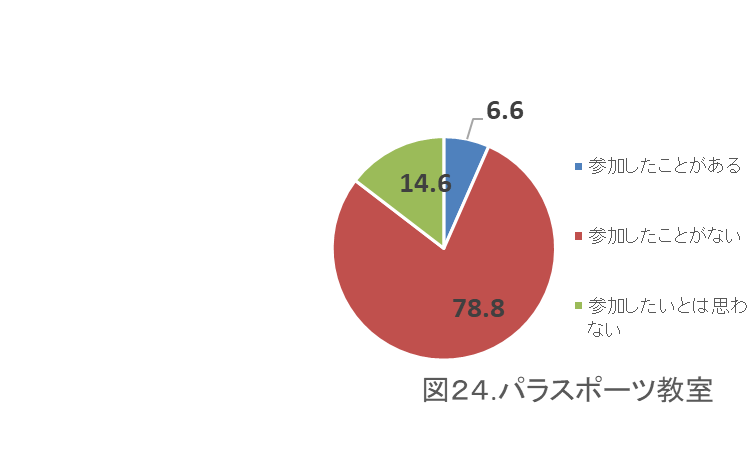 6.6
14.6
78.8
参加したことがある
参加したことがない
参加したいとは思わ
ない
図24.パラスポーツ教室